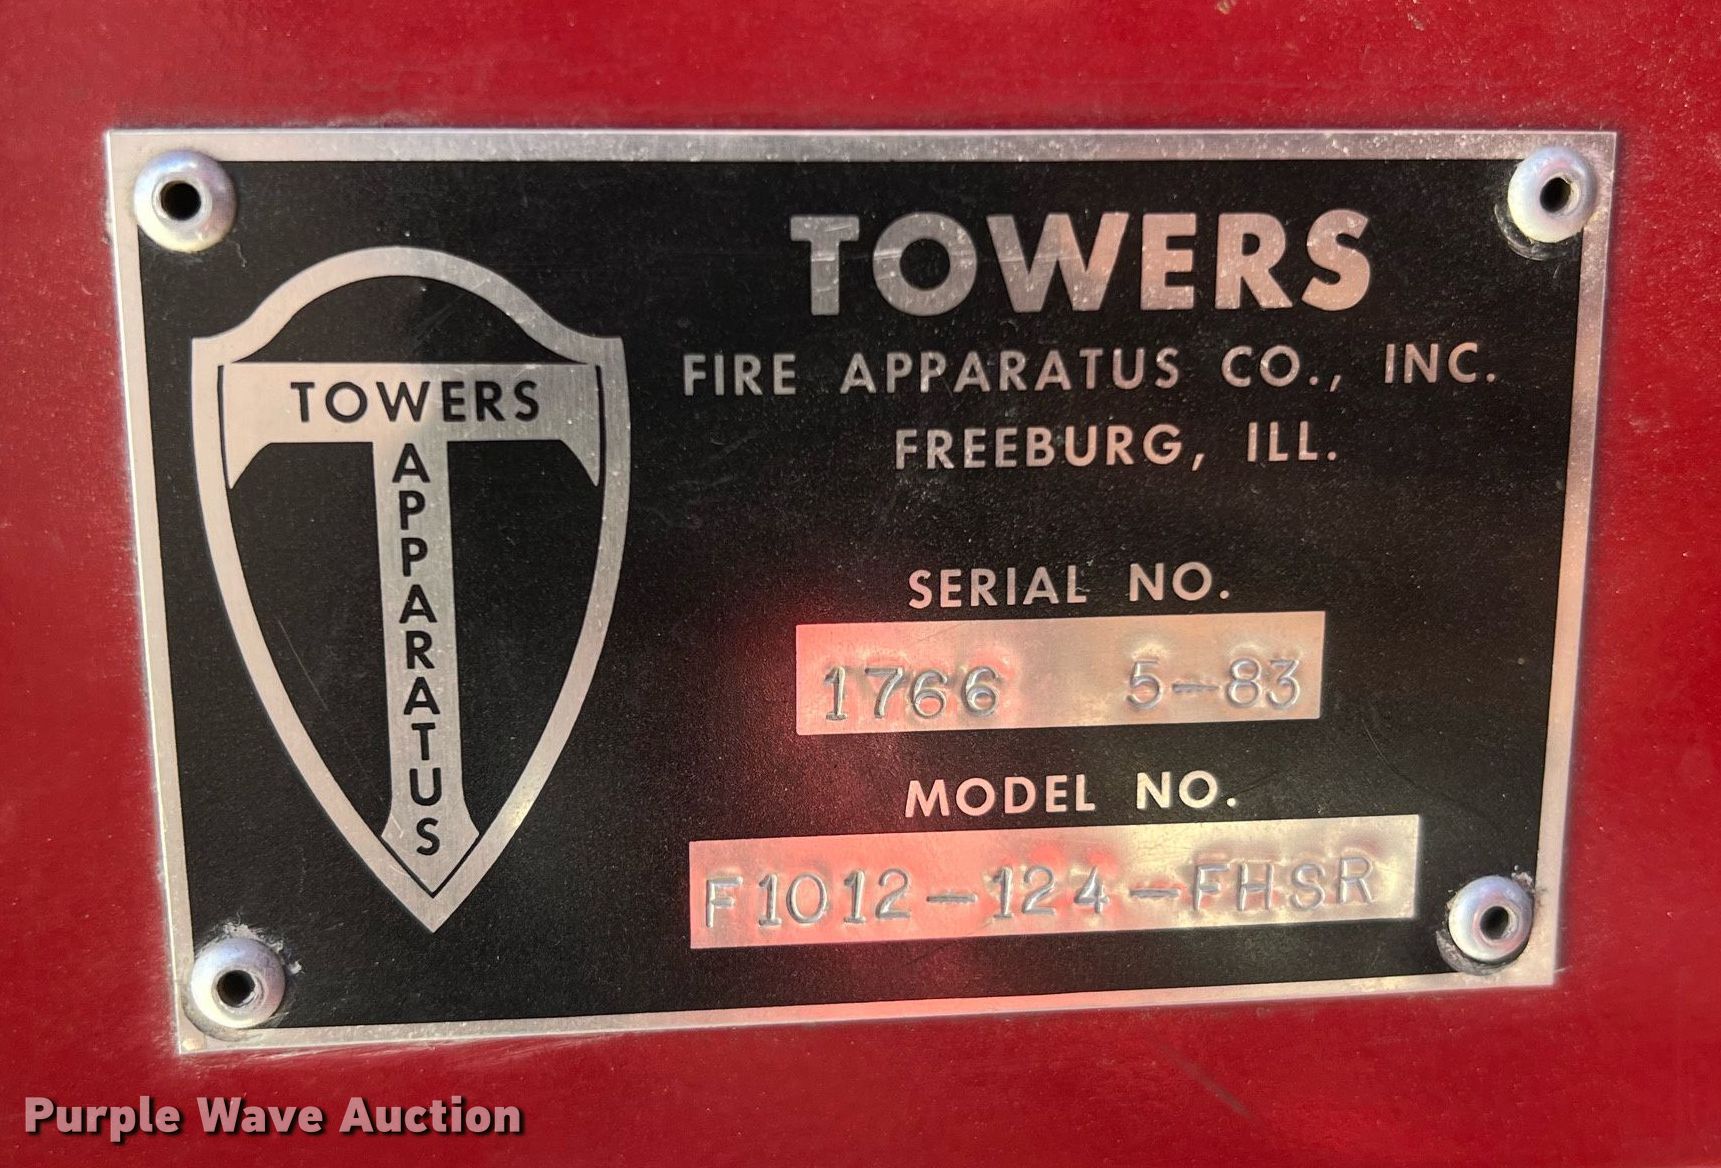 TOWERS
FIRE APPARATUS CO., INC.
FREEBURG, ILL.
TOWERS
APPARATUS
SERIAL NO.
1766 5-83
MODEL NO.
F1012-124-FHSR
Purple Wave Auction